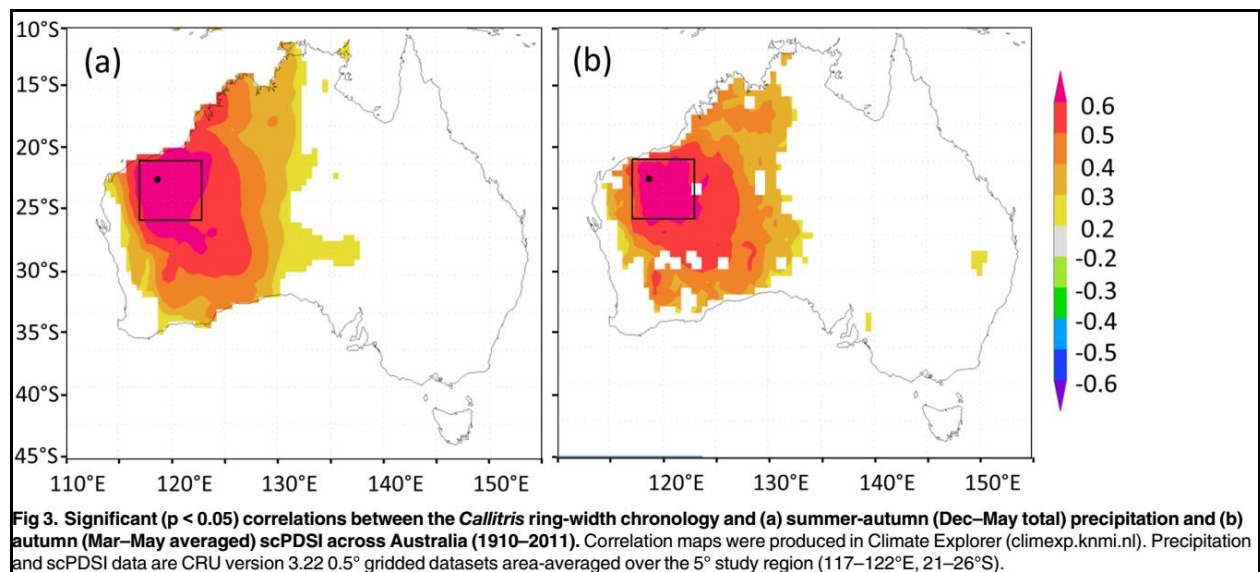 10°S
(a)
(b)
15°S
20°S
25°S
30°S
35°S
40°S
45°S
0.6
0.5
0.4
0.3
0.2
-0.2
-0.3
-0.4
-0.5
-0.6
110°E 120°E 130°E 140°E 150°E 120°E 130°E 140°E 150°E
Fig 3. Significant (p < 0.05) correlations between the Callitris ring-width chronology and (a) summer-autumn (Dec–May total) precipitation and (b)
autumn (Mar–May averaged) scPDSI across Australia (1910–2011). Correlation maps were produced in Climate Explorer (climexp.knmi.nl). Precipitation
and scPDSI data are CRU version 3.22 0.5° gridded datasets area-averaged over the 5° study region (117–122°E, 21–26°S).